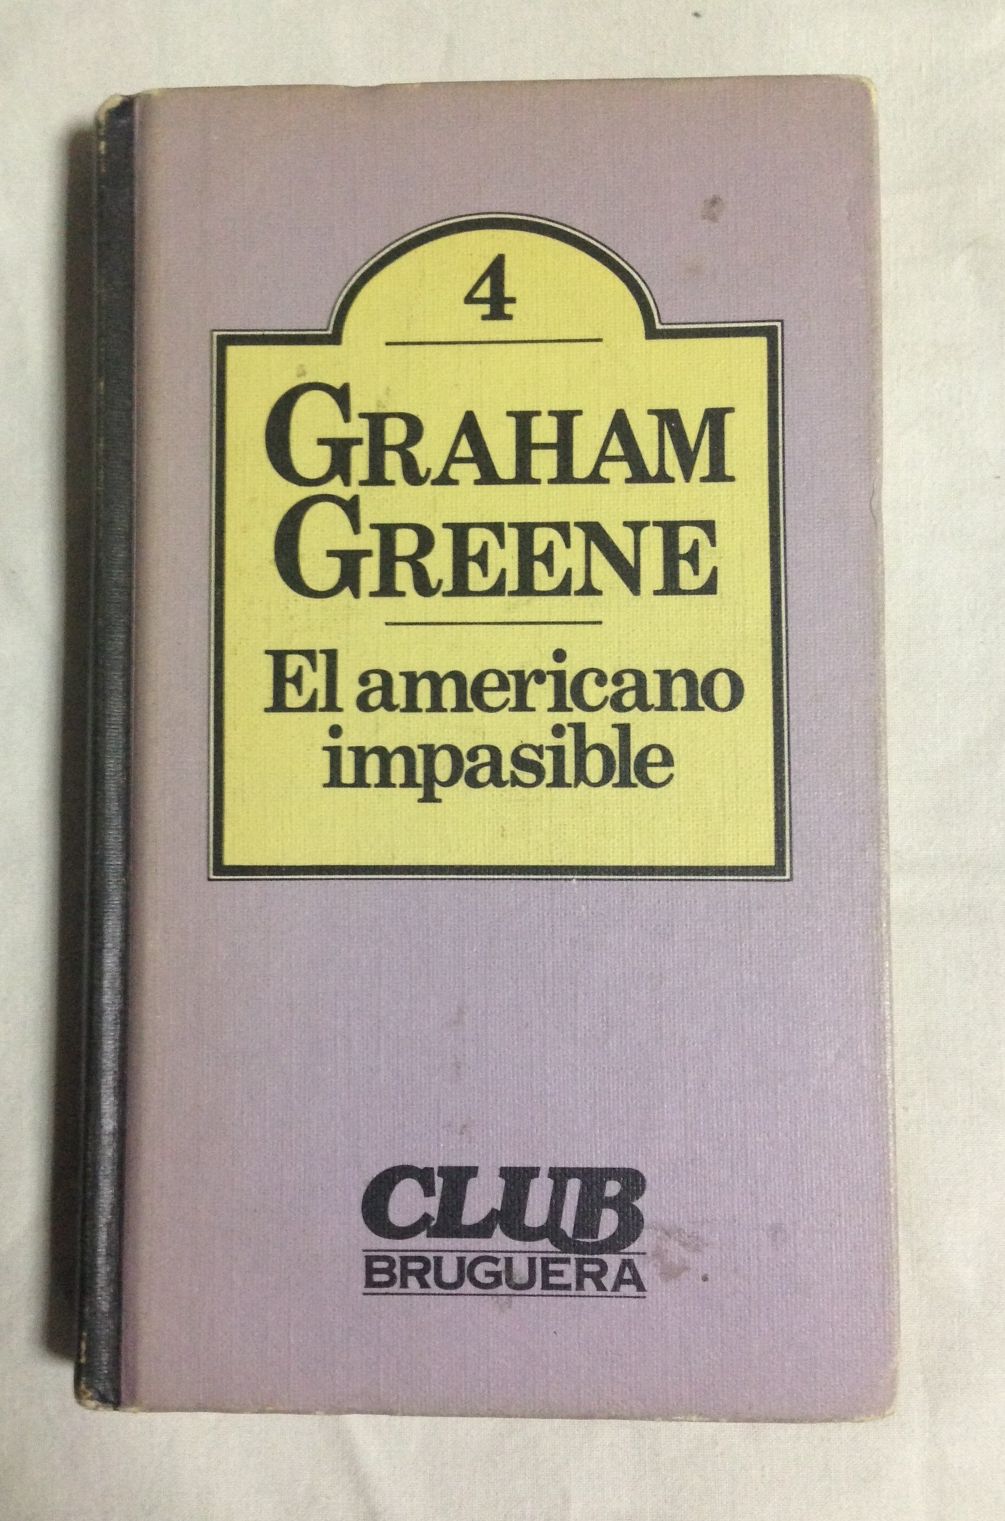 4
GRAHAM
GREENE
El americano
impasible
CLUB
BRUGUERA